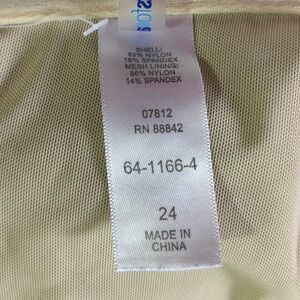 SHELL:
82% NYLON
18% SPANDEX
MESH LINING:
86% NYLON
14% SPANDEX
07812
RN 88842
64-1166-4
24
MADE IN
CHINA